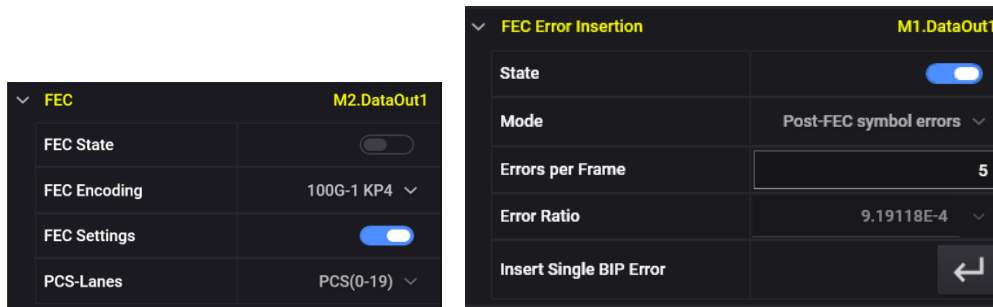 FEC M2.DataOut1
FEC State
FEC Encoding 100G-1 KP4
FEC Settings
PCS-Lanes PCS(0-19)
FEC Error Insertion M1.DataOut1
State
Mode Post-FEC symbol errors
Errors per Frame 5
Error Ratio 9.19118E-4
Insert Single BIP Error